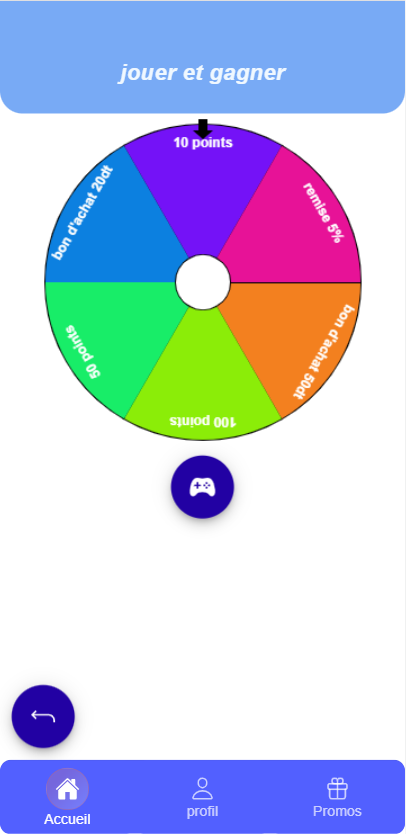 jouer et gagner
10 points
remise 5%
bon d'achat 50dt
100 points
50 points
bon d'achat 20dt
Accueil
profil
Promos